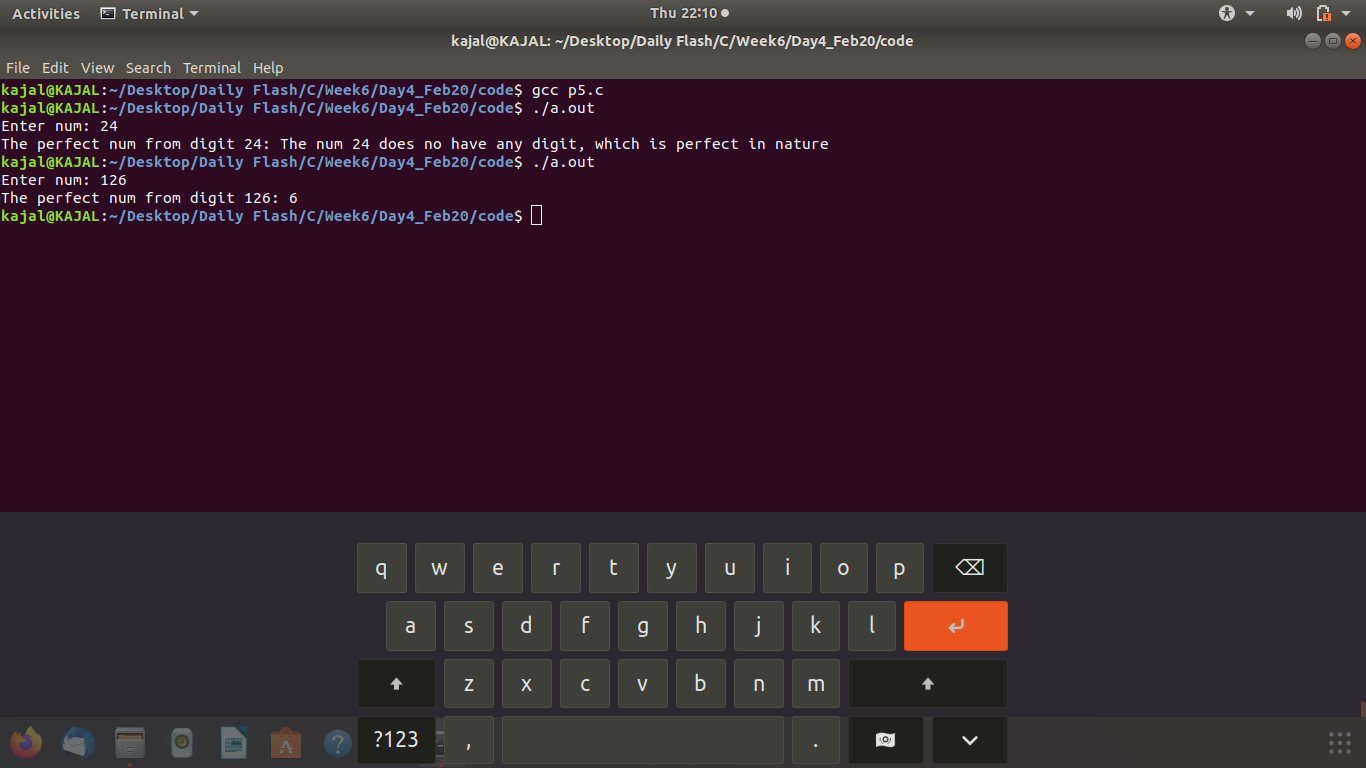 Activities Terminal Thu 22:10
kajal@KAJAL: ~/Desktop/Daily Flash/C/Week6/Day4_Feb20/code
File Edit View Search Terminal Help
kajal@KAJAL:~/Desktop/Daily Flash/C/Week6/Day4_Feb20/code$ gcc p5.c
kajal@KAJAL:~/Desktop/Daily Flash/C/Week6/Day4_Feb20/code$ ./a.out
Enter num: 24
The perfect num from digit 24: The num 24 does no have any digit, which is perfect in nature
kajal@KAJAL:~/Desktop/Daily Flash/C/Week6/Day4_Feb20/code$ ./a.out
Enter num: 126
The perfect num from digit 126: 6
kajal@KAJAL:~/Desktop/Daily Flash/C/Week6/Day4_Feb20/code$
q w e r t y u i o p
a s d f g h j k l
z x c v b n m
?123 , .